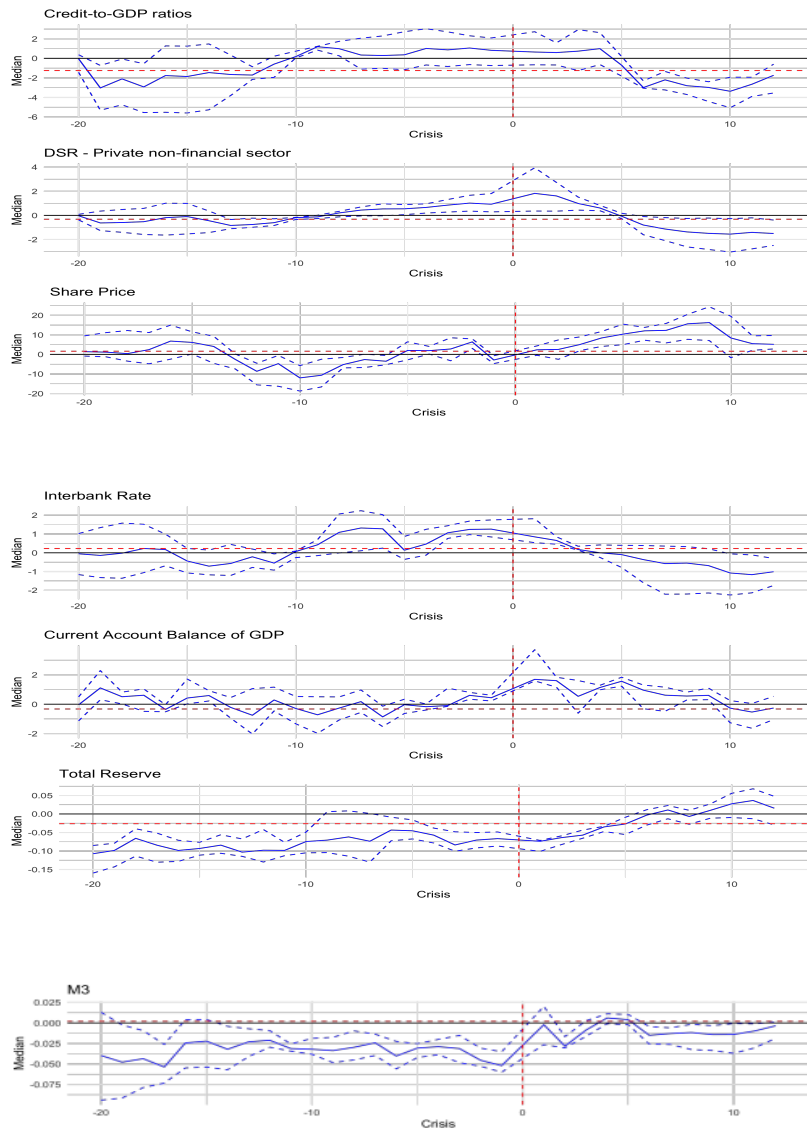 Credit-to-GDP ratios
Median
2
0
-2
-4
-6
-20
-10
0
10
Crisis
DSR - Private non-financial sector
Median
4
2
0
-2
-20
-10
0
10
Crisis
Share Price
Median
20
10
0
-10
-20
-20
-10
0
10
Crisis
Interbank Rate
Median
2
1
0
-1
-2
-20
-10
0
10
Crisis
Current Account Balance of GDP
Median
2
0
-2
-20
-10
0
10
Crisis
Total Reserve
Median
0.05
0.00
-0.05
-0.10
-0.15
-20
-10
0
10
Crisis
M3
Median
0.025
0.000
-0.025
-0.050
-0.075
-20
-10
0
10
Crisis